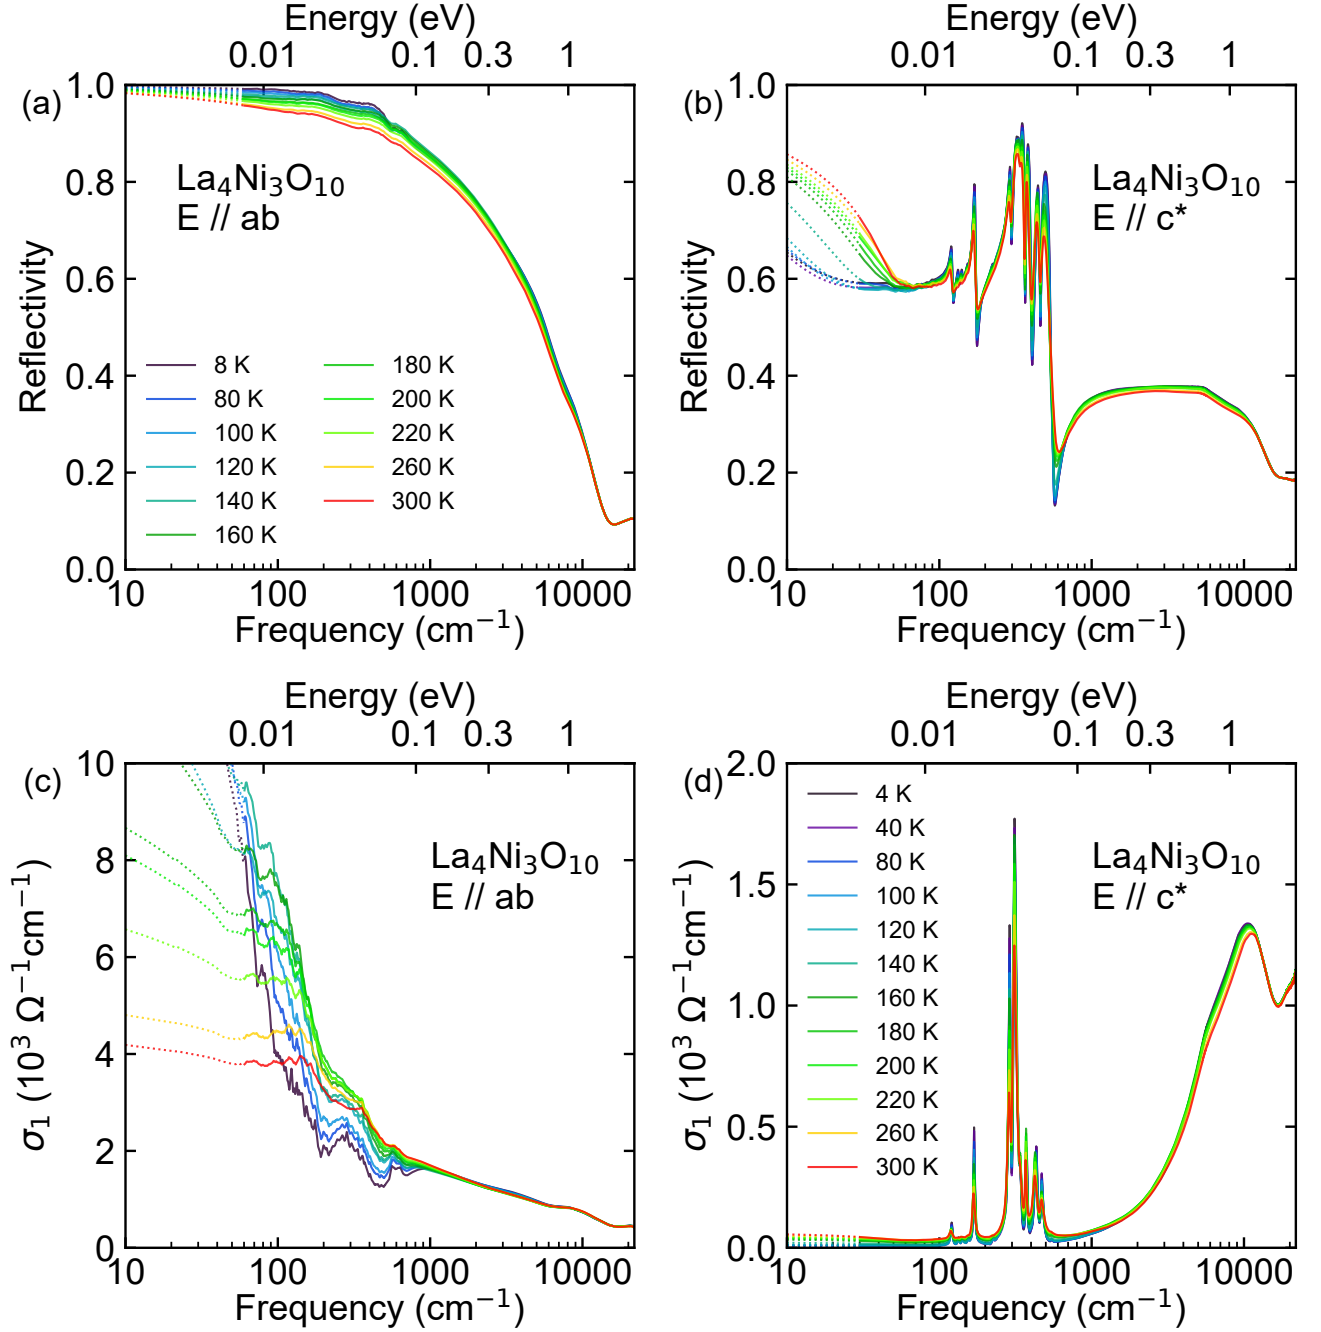 Energy (eV)
0.01 0.1 0.3 1
(a)
1.0
0.8
0.6
0.4
0.2
0.0
Reflectivity
La₄Ni₃O₁₀
E // ab
8 K
80 K
100 K
120 K
140 K
160 K
180 K
200 K
220 K
260 K
300 K
10 100 1000 10000
Frequency (cm⁻¹)
Energy (eV)
0.01 0.1 0.3 1
(b)
1.0
0.8
0.6
0.4
0.2
0.0
Reflectivity
La₄Ni₃O₁₀
E // c*
10 100 1000 10000
Frequency (cm⁻¹)
Energy (eV)
0.01 0.1 0.3 1
(c)
10
8
6
4
2
0
σ₁ (10³ Ω⁻¹cm⁻¹)
La₄Ni₃O₁₀
E // ab
10 100 1000 10000
Frequency (cm⁻¹)
Energy (eV)
0.01 0.1 0.3 1
(d)
2.0
1.5
1.0
0.5
0.0
σ₁ (10³ Ω⁻¹cm⁻¹)
4 K
40 K
80 K
100 K
120 K
140 K
160 K
180 K
200 K
220 K
260 K
300 K
La₄Ni₃O₁₀
E // c*
10 100 1000 10000
Frequency (cm⁻¹)